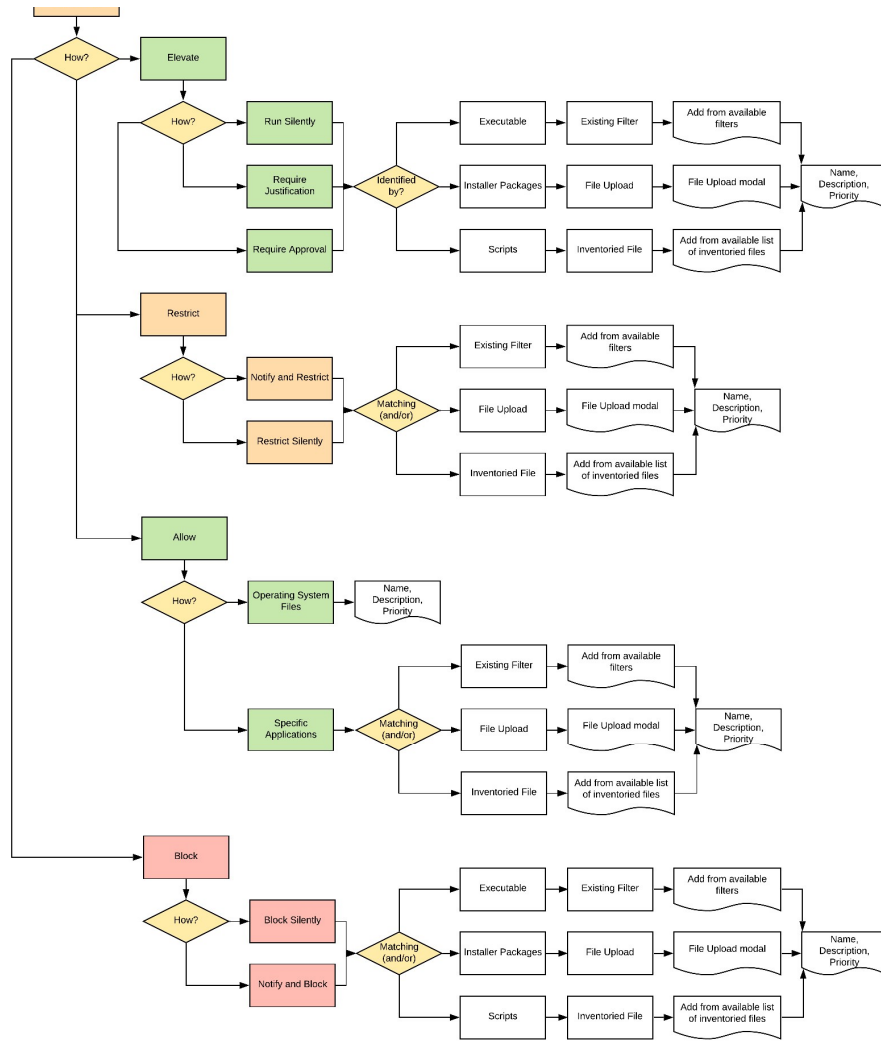 How?
Elevate
How?
Run Silently
Require
Justification
Require Approval
Identified
by?
Executable
Existing Filter
Add from available
filters
Installer Packages
File Upload
File Upload modal
Name,
Description,
Priority
Scripts
Inventoried File
Add from available list
of inventoried files
Restrict
How?
Notify and Restrict
Restrict Silently
Matching
(and/or)
Existing Filter
Add from available
filters
File Upload
File Upload modal
Name,
Description,
Priority
Inventoried File
Add from available list
of inventoried files
Allow
How?
Operating System
Files
Name,
Description,
Priority
Specific
Applications
Matching
(and/or)
Existing Filter
Add from available
filters
File Upload
File Upload modal
Name,
Description,
Priority
Inventoried File
Add from available list
of inventoried files
Block
How?
Block Silently
Notify and Block
Matching
(and/or)
Executable
Existing Filter
Add from available
filters
Installer Packages
File Upload
File Upload modal
Name,
Description,
Priority
Scripts
Inventoried File
Add from available list
of inventoried files